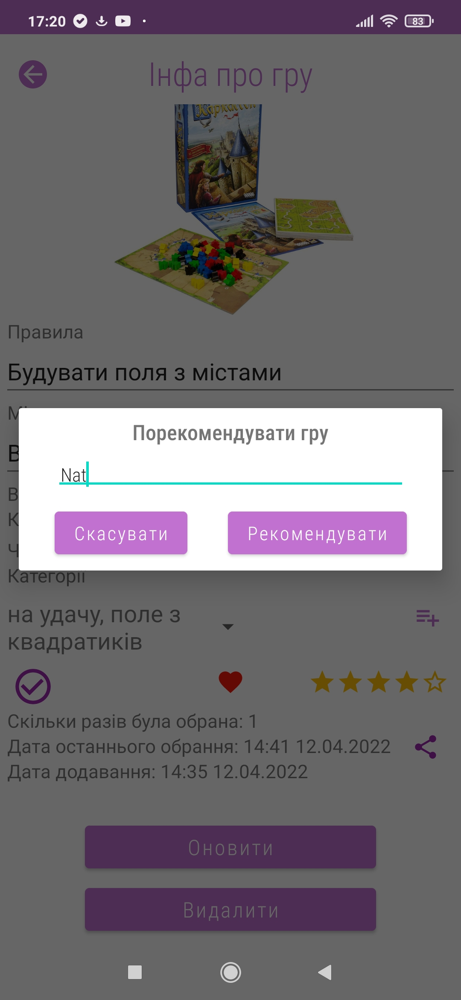 17:20
83
Інфа про гру
Каркассон
Правила
Будувати поля з містами
Порекомендувати гру
Nat
Скасувати
Рекомендувати
Категорії
на удачу, поле з
квадратиків
Скільки разів була обрана: 1
Дата останнього обрання: 14:41 12.04.2022
Дата додавання: 14:35 12.04.2022
Оновити
Видалити